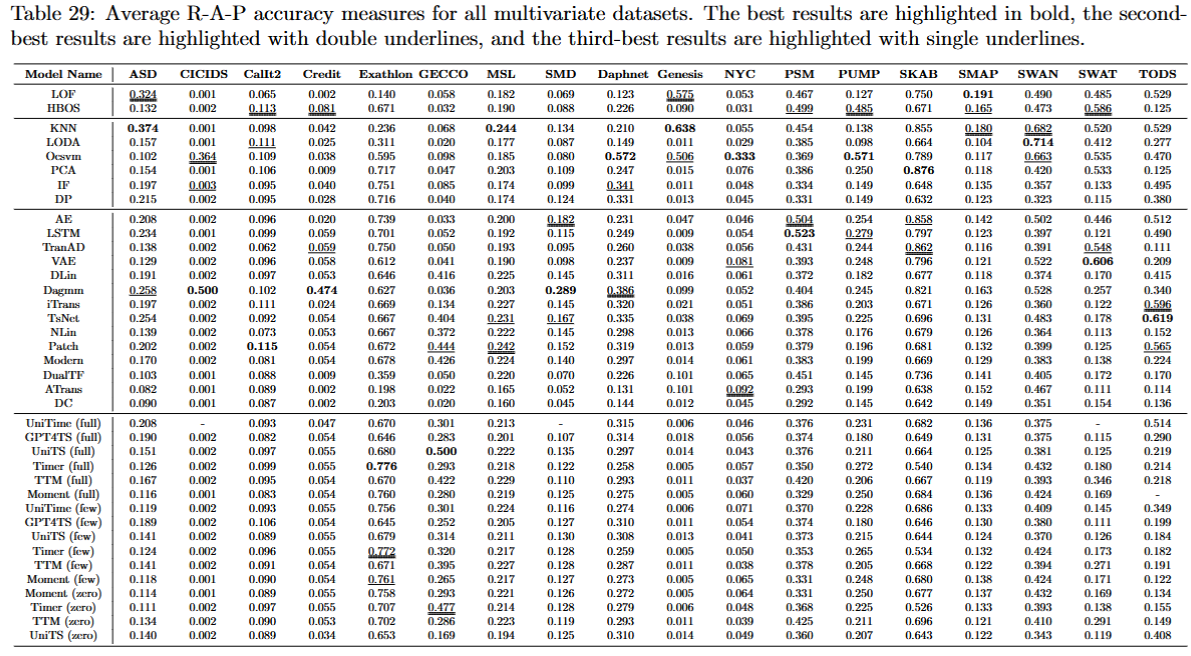 Table 29: Average R-A-P accuracy measures for all multivariate datasets. The best results are highlighted in bold, the second-
best results are highlighted with double underlines, and the third-best results are highlighted with single underlines.
Model Name ASD CICIDS CalIt2 Credit Exathlon GECCO MSL SMD Daphnet Genesis NYC PSM PUMP SKAB SMAP SWAN SWAT TODS
LOF 0.324 0.001 0.065 0.002 0.140 0.058 0.182 0.069 0.123 0.575 0.053 0.467 0.127 0.750 0.191 0.490 0.485 0.529
HBOS 0.132 0.002 0.113 0.081 0.671 0.032 0.190 0.088 0.226 0.090 0.031 0.499 0.485 0.671 0.165 0.473 0.586 0.125
KNN 0.374 0.001 0.098 0.042 0.236 0.068 0.244 0.134 0.210 0.638 0.055 0.454 0.138 0.855 0.180 0.682 0.520 0.529
LODA 0.157 0.001 0.111 0.025 0.311 0.020 0.177 0.087 0.149 0.011 0.029 0.385 0.098 0.664 0.104 0.714 0.412 0.277
Ocsvm 0.102 0.364 0.109 0.038 0.595 0.098 0.185 0.080 0.572 0.506 0.333 0.369 0.571 0.789 0.117 0.663 0.535 0.470
PCA 0.154 0.001 0.106 0.009 0.717 0.047 0.203 0.109 0.247 0.015 0.076 0.386 0.250 0.876 0.118 0.420 0.533 0.125
IF 0.197 0.003 0.095 0.040 0.751 0.085 0.174 0.099 0.341 0.011 0.048 0.334 0.149 0.648 0.135 0.357 0.133 0.495
DP 0.215 0.002 0.095 0.028 0.716 0.040 0.174 0.124 0.331 0.013 0.045 0.331 0.149 0.632 0.123 0.323 0.115 0.380
AE 0.208 0.002 0.096 0.020 0.739 0.033 0.200 0.182 0.231 0.047 0.046 0.504 0.254 0.858 0.142 0.502 0.446 0.512
LSTM 0.234 0.001 0.099 0.059 0.701 0.052 0.192 0.115 0.249 0.009 0.054 0.523 0.279 0.797 0.123 0.397 0.121 0.490
TranAD 0.138 0.002 0.062 0.059 0.750 0.050 0.193 0.095 0.260 0.038 0.056 0.431 0.244 0.862 0.116 0.391 0.548 0.111
VAE 0.129 0.002 0.096 0.058 0.612 0.041 0.190 0.098 0.237 0.009 0.081 0.393 0.248 0.796 0.121 0.522 0.606 0.209
DLin 0.191 0.002 0.097 0.053 0.646 0.416 0.225 0.145 0.311 0.016 0.061 0.372 0.182 0.677 0.118 0.374 0.170 0.415
Dagmm 0.258 0.500 0.102 0.474 0.627 0.036 0.203 0.289 0.386 0.099 0.052 0.404 0.245 0.821 0.163 0.528 0.257 0.340
iTrans 0.197 0.002 0.111 0.024 0.669 0.134 0.227 0.145 0.320 0.021 0.051 0.386 0.203 0.671 0.126 0.360 0.122 0.596
TsNet 0.254 0.002 0.092 0.054 0.667 0.404 0.231 0.167 0.335 0.038 0.069 0.395 0.225 0.696 0.131 0.483 0.178 0.619
NLin 0.139 0.002 0.073 0.053 0.667 0.372 0.222 0.145 0.298 0.013 0.066 0.378 0.176 0.679 0.126 0.364 0.113 0.152
Patch 0.202 0.002 0.115 0.054 0.672 0.444 0.242 0.152 0.319 0.013 0.059 0.379 0.196 0.681 0.132 0.399 0.125 0.565
Modern 0.170 0.002 0.081 0.054 0.678 0.426 0.224 0.140 0.297 0.014 0.061 0.383 0.199 0.669 0.129 0.383 0.138 0.224
DualTF 0.103 0.001 0.088 0.009 0.359 0.050 0.220 0.070 0.226 0.101 0.065 0.451 0.145 0.736 0.141 0.405 0.172 0.170
ATrans 0.082 0.001 0.089 0.002 0.198 0.022 0.165 0.052 0.131 0.101 0.092 0.293 0.199 0.638 0.152 0.467 0.111 0.114
DC 0.090 0.001 0.087 0.002 0.203 0.020 0.160 0.045 0.144 0.012 0.045 0.292 0.145 0.642 0.149 0.351 0.154 0.136
UniTime (full) 0.208 - 0.093 0.047 0.670 0.301 0.213 - 0.315 0.006 0.046 0.376 0.231 0.682 0.136 0.375 - 0.514
GPT4TS (full) 0.190 0.002 0.082 0.054 0.646 0.283 0.201 0.107 0.314 0.018 0.056 0.374 0.180 0.649 0.131 0.375 0.115 0.290
UniTS (full) 0.151 0.002 0.097 0.055 0.680 0.500 0.222 0.135 0.297 0.014 0.043 0.376 0.211 0.664 0.125 0.381 0.125 0.219
Timer (full) 0.126 0.002 0.099 0.055 0.776 0.293 0.218 0.122 0.258 0.005 0.057 0.350 0.272 0.540 0.134 0.432 0.180 0.214
TTM (full) 0.167 0.002 0.095 0.054 0.670 0.422 0.229 0.110 0.293 0.011 0.037 0.420 0.206 0.667 0.119 0.393 0.346 0.218
Moment (full) 0.116 0.001 0.083 0.054 0.760 0.280 0.219 0.125 0.275 0.005 0.060 0.329 0.250 0.684 0.136 0.424 0.169 -
UniTime (few) 0.119 0.002 0.093 0.055 0.756 0.301 0.224 0.116 0.274 0.006 0.071 0.370 0.228 0.686 0.133 0.409 0.145 0.349
GPT4TS (few) 0.189 0.002 0.106 0.054 0.645 0.252 0.205 0.127 0.310 0.011 0.054 0.374 0.180 0.646 0.130 0.380 0.111 0.199
UniTS (few) 0.141 0.002 0.089 0.055 0.679 0.314 0.211 0.130 0.308 0.013 0.041 0.373 0.215 0.644 0.124 0.370 0.126 0.184
Timer (few) 0.124 0.002 0.096 0.055 0.772 0.320 0.217 0.128 0.259 0.005 0.050 0.353 0.265 0.534 0.132 0.424 0.173 0.182
TTM (few) 0.141 0.002 0.091 0.054 0.671 0.395 0.227 0.128 0.287 0.011 0.038 0.378 0.205 0.668 0.122 0.394 0.271 0.191
Moment (few) 0.118 0.001 0.090 0.054 0.761 0.265 0.217 0.127 0.273 0.005 0.065 0.331 0.248 0.680 0.138 0.424 0.171 0.122
Moment (zero) 0.114 0.001 0.089 0.055 0.758 0.293 0.221 0.126 0.272 0.005 0.064 0.331 0.250 0.677 0.137 0.432 0.169 0.134
Timer (zero) 0.111 0.002 0.097 0.055 0.707 0.477 0.214 0.128 0.279 0.006 0.048 0.368 0.225 0.526 0.133 0.393 0.138 0.155
TTM (zero) 0.134 0.002 0.090 0.053 0.702 0.286 0.223 0.119 0.293 0.011 0.039 0.425 0.211 0.696 0.121 0.410 0.291 0.149
UniTS (zero) 0.140 0.002 0.089 0.034 0.653 0.169 0.194 0.125 0.310 0.014 0.049 0.360 0.207 0.643 0.122 0.343 0.119 0.408